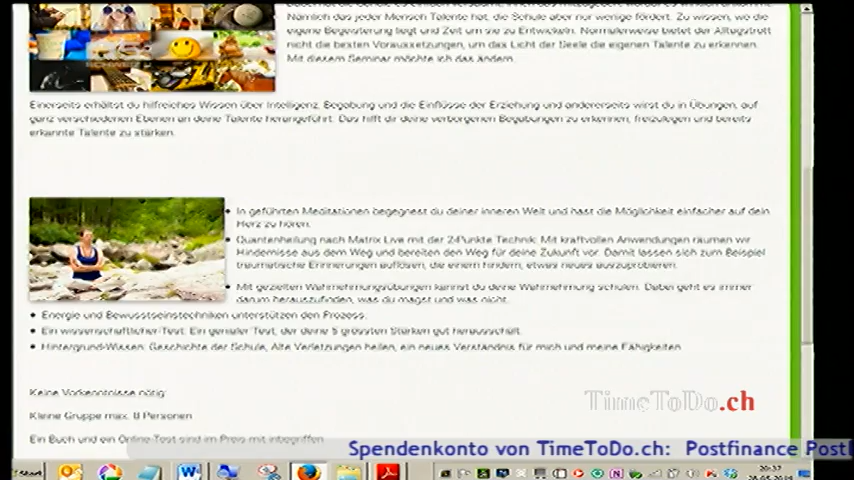 Nämlich das jeder Mensch Talente hat, die Schule aber nur wenige fördert. Zu wissen, wo die
eigene Begeisterung liegt und Zeit um sie zu Entwickeln. Normalerweise bietet der Alltagstrott
nicht die besten Voraussetzungen, um das Licht der Seele die eigenen Talente zu erkennen.
Mit diesem Seminar möchte ich das ändern.
Einerseits erhältst du hilfreiches Wissen über Intelligenz, Begabung und die Einflüsse der Erziehung und andererseits wirst du in Übungen, auf
ganz verschiedenen Ebenen an deine Talente herangeführt. Das hilft dir deine verborgenen Begabungen zu erkennen, freizulegen und bereits
erkannte Talente zu stärken.
• In geführten Meditationen begegnest du deiner inneren Welt und hast die Möglichkeit einfacher auf dein
Herz zu hören.
• Quantenheilung nach Matrix Live mit der 2-Punkte Technik: Mit kraftvollen Anwendungen räumen wir
Hindernisse aus dem Weg und bereiten den Weg für deine Zukunft vor. Damit lassen sich zum Beispiel
traumatische Erinnerungen auflösen, die einem hindern, etwas neues auszuprobieren.
• Mit gezielten Wahrnehmungsübungen kannst du deine Wahrnehmung schulen. Dabei geht es immer
darum herauszufinden, was du magst und was nicht.
• Energie und Bewusstseinstechniken unterstützen den Prozess.
• Ein wissenschaftlicher-Test. Ein genialer Test, der deine 5 grössten Stärken gut herausschält.
• Hintergrund-Wissen: Geschichte der Schule, Alte Verletzungen heilen, ein neues Verständnis für mich und meine Fähigkeiten
Keine Vorkenntnisse nötig
Kleine Gruppe max. 8 Personen
Ein Buch und ein Online-Test sind im Preis mit inbegriffen
TimeToDo.ch
Spendenkonto von TimeToDo.ch: Postfinance Post
Start
20:37